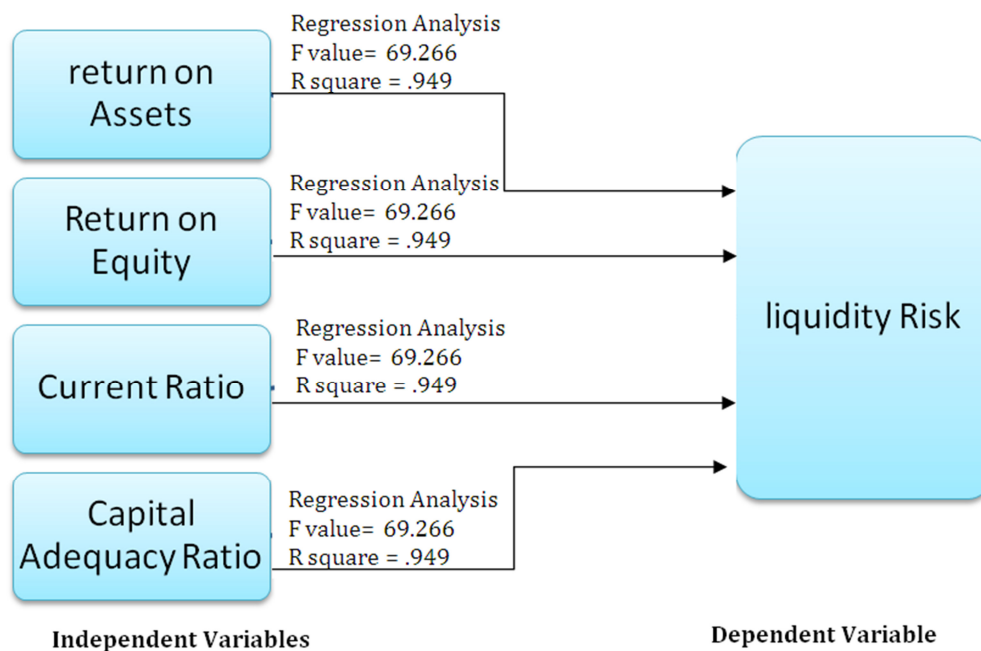 return on
Assets
Regression Analysis
F value= 69.266
R square = .949
Return on
Equity
Regression Analysis
F value= 69.266
R square = .949
Current Ratio
Regression Analysis
F value= 69.266
R square = .949
Capital
Adequacy Ratio
Regression Analysis
F value= 69.266
R square = .949
liquidity Risk
Independent Variables
Dependent Variable